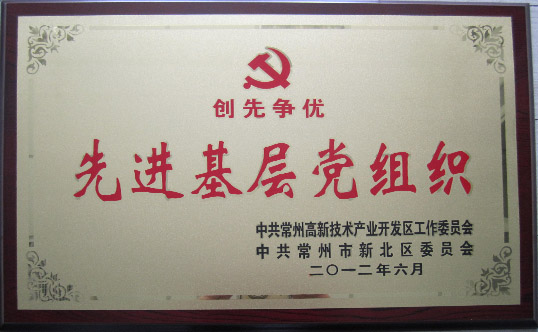 创先争优
先进基层党组织
中共常州高新技术产业开发区工作委员会
中共常州市新北区委员会
二〇一二年六月